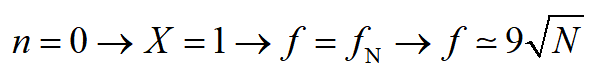 n = 0 → X = 1 → f = f_N → f ≃ 9√N